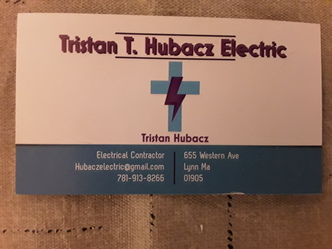 Tristan T. Hubacz Electric
Tristan Hubacz
Electrical Contractor
Hubaczelectric@gmail.com
781-913-8266
655 Western Ave
Lynn Ma
01905